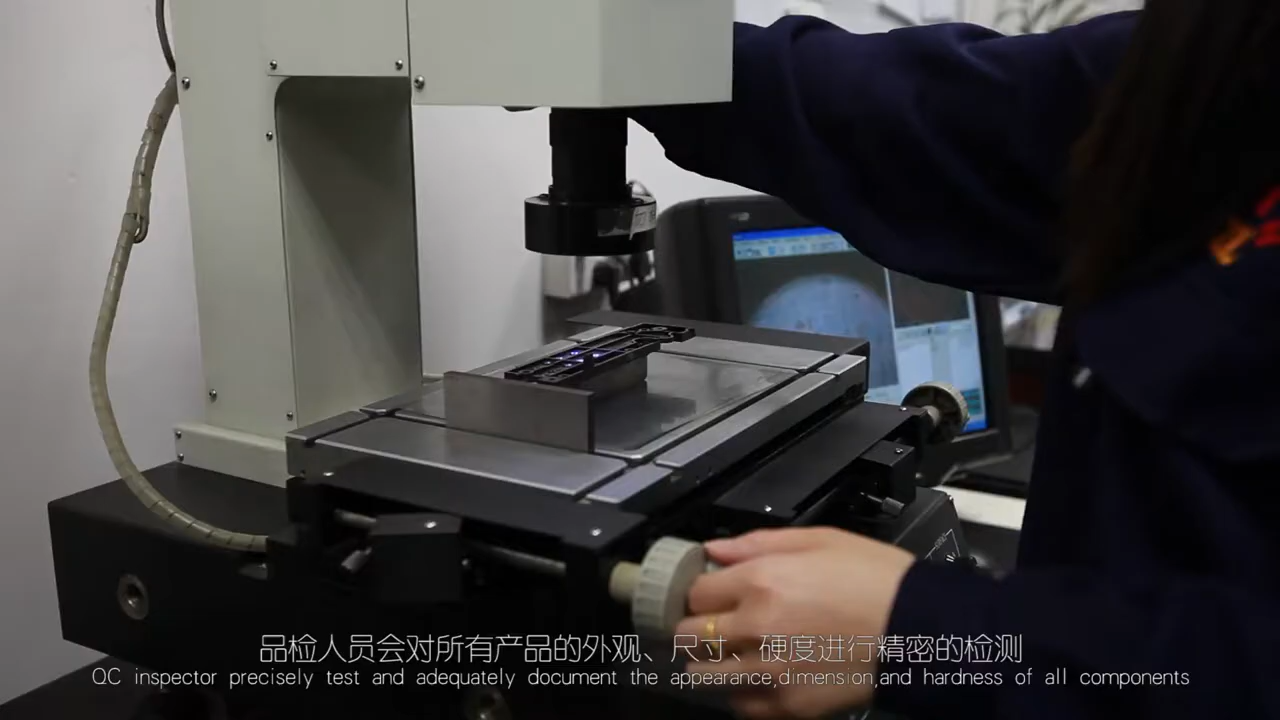 品检人员会对所有产品的外观、尺寸、硬度进行精密的检测
QC inspector precisely test and adequately document the appearance,dimension,and hardness of all components